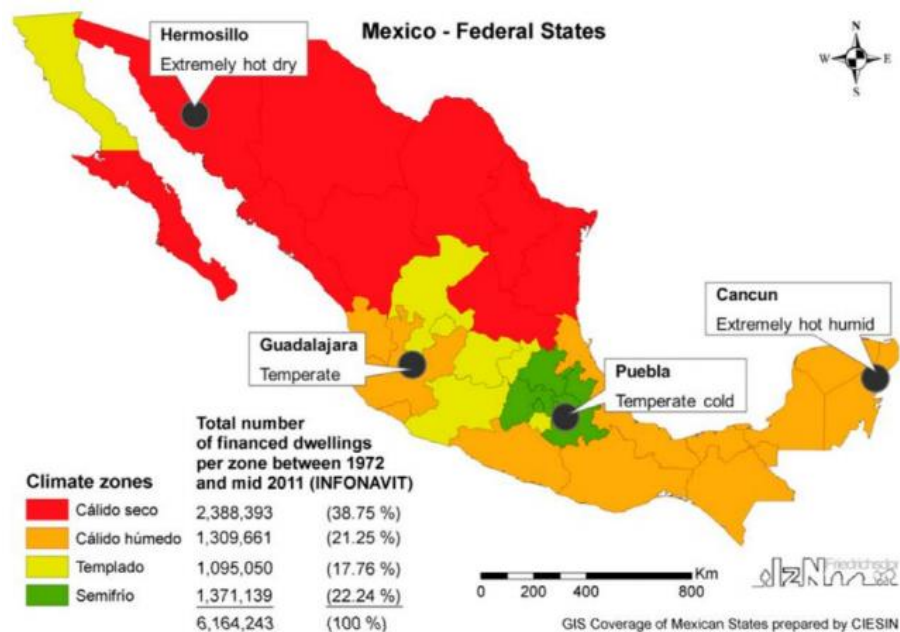 Mexico - Federal States
N
W E
S
Hermosillo
Extremely hot dry
Cancun
Extremely hot humid
Guadalajara
Temperate
Puebla
Temperate cold
Total number
of financed dwellings
per zone between 1972
and mid 2011 (INFONAVIT)
Climate zones
Cálido seco 2,388,393 (38.75 %)
Cálido húmedo 1,309,661 (21.25 %)
Templado 1,095,050 (17.76 %)
Semifrio 1,371,139 (22.24 %)
6,164,243 (100 %)
Km
0 200 400 800
Friedrichsdorf
GIS Coverage of Mexican States prepared by CIESIN